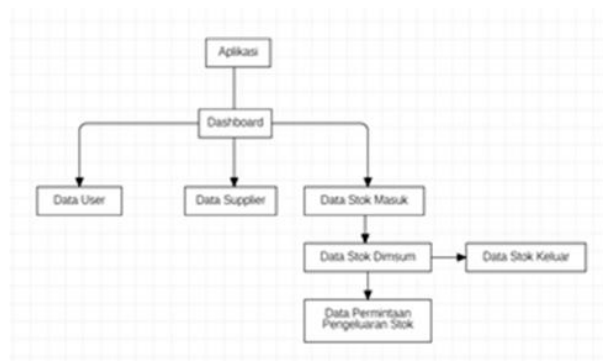 Aplikasi
Dashboard
Data User
Data Supplier
Data Stok Masuk
Data Stok Dimsum
Data Stok Keluar
Data Permintaan
Pengeluaran Stok